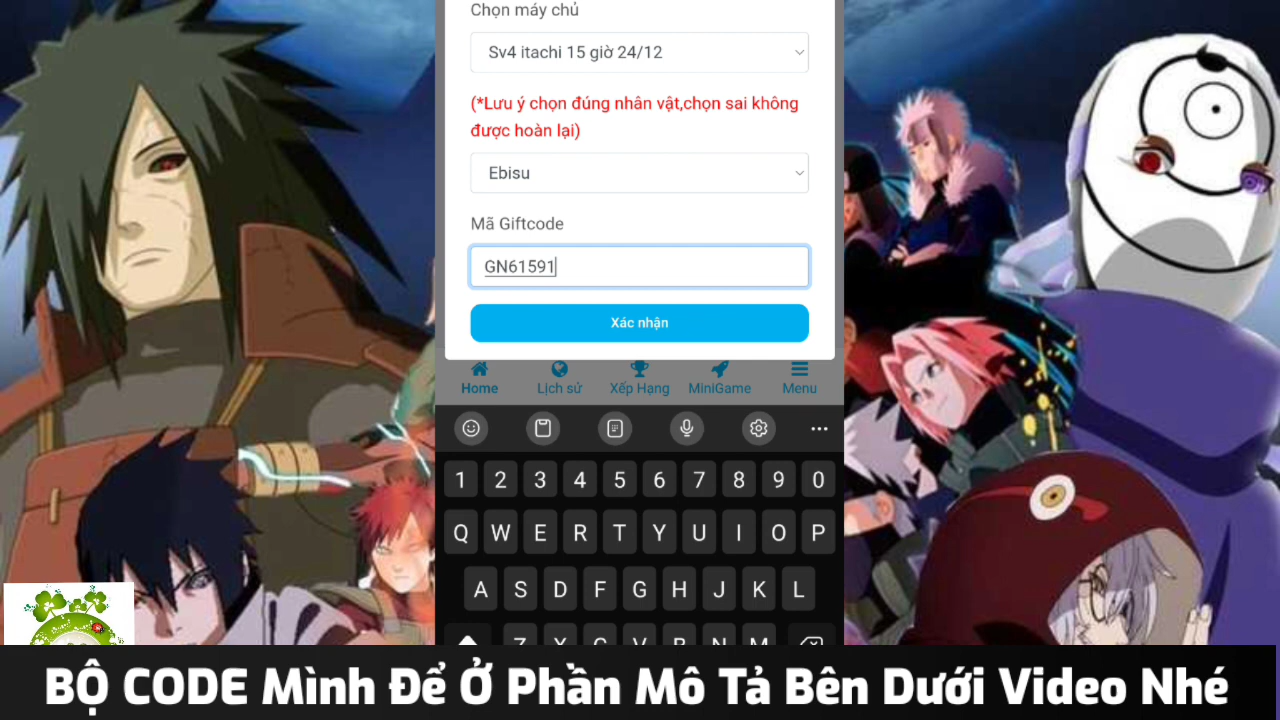 Chọn máy chủ
Sv4 itachi 15 giờ 24/12
(*Lưu ý chọn đúng nhân vật,chọn sai không
được hoàn lại)
Ebisu
Mã Giftcode
GN61591
Xác nhận
Home Lịch sử Xếp Hạng MiniGame Menu
1 2 3 4 5 6 7 8 9 0
Q W E R T Y U I O P
A S D F G H J K L
Z X C V B N M
BỘ CODE Mình Để Ở Phần Mô Tả Bên Dưới Video Nhé